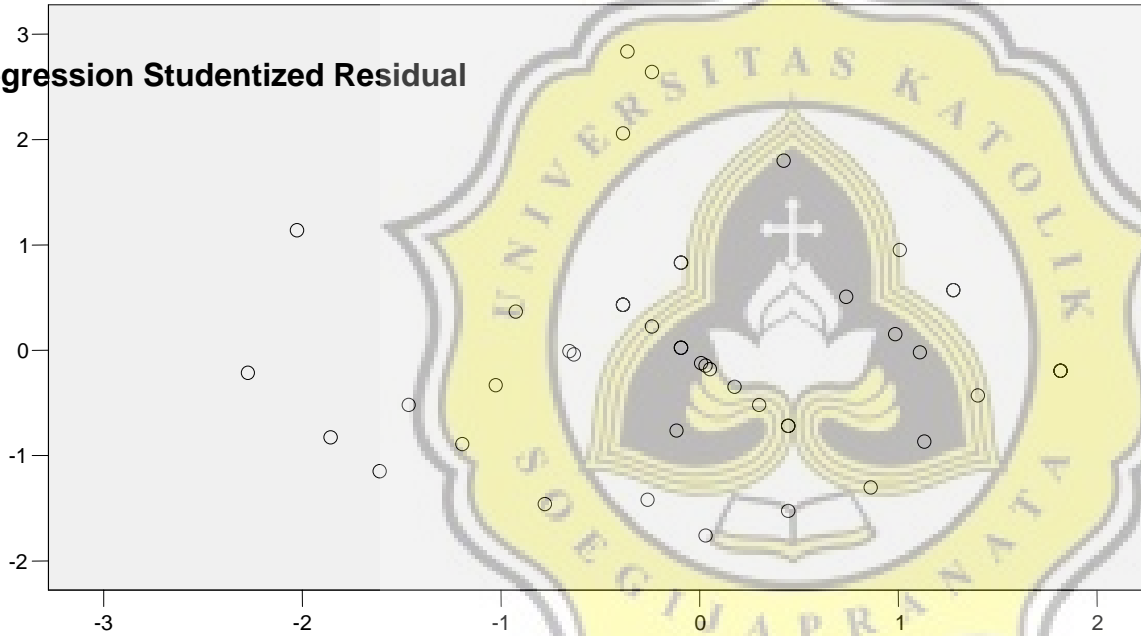 3
gression Studentized Residual
2
1
0
-1
-2
-3 -2 -1 0 1 2
UNIVERSITAS KATOLIK
SOEGIJAPRANATA